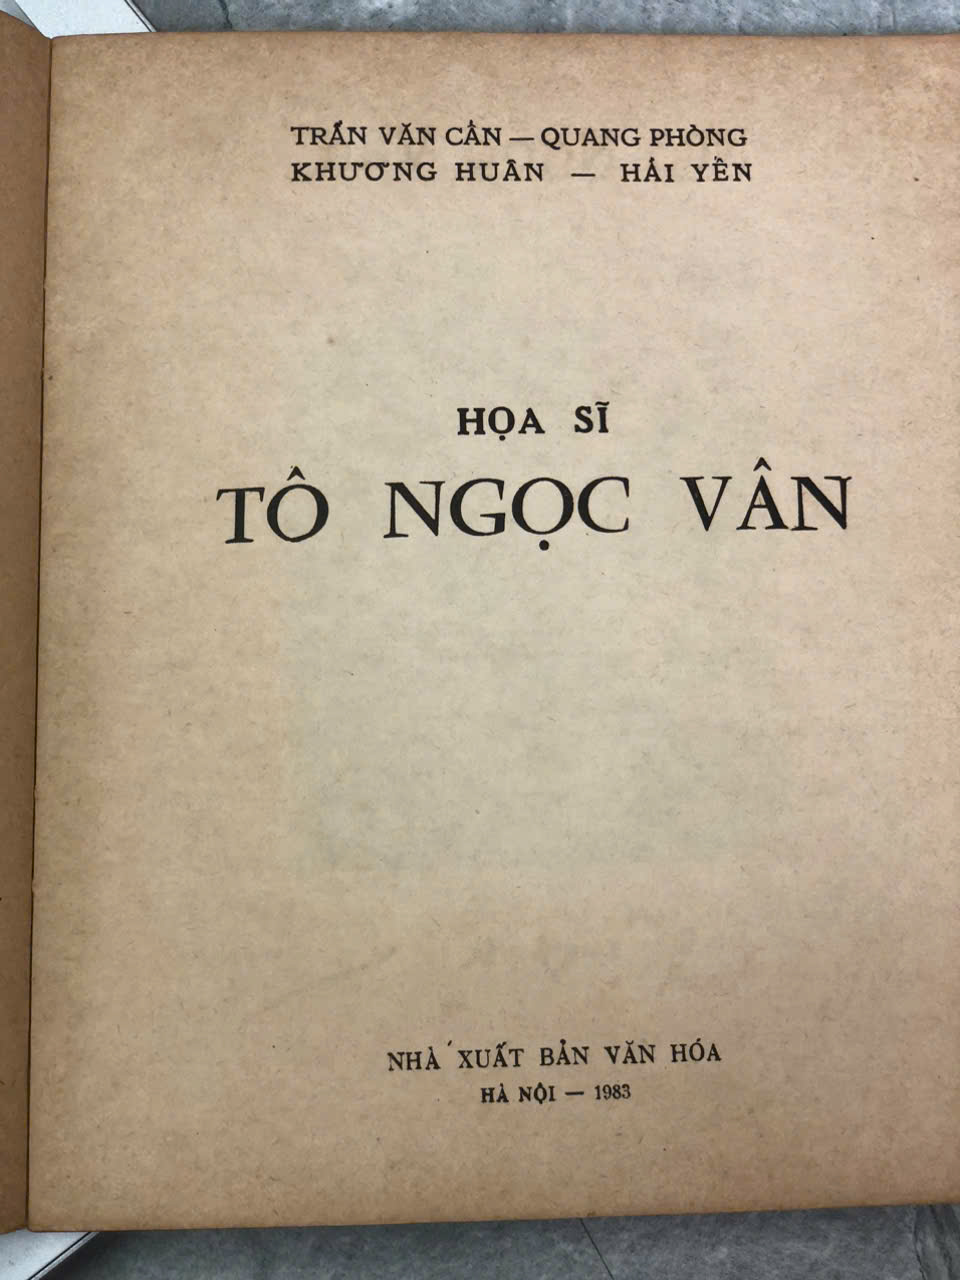 TRẦN VĂN CẨN — QUANG PHÒNG
KHƯƠNG HUÂN — HẢI YẾN
HỌA SĨ
TÔ NGỌC VÂN
NHÀ XUẤT BẢN VĂN HÓA
HÀ NỘI — 1983